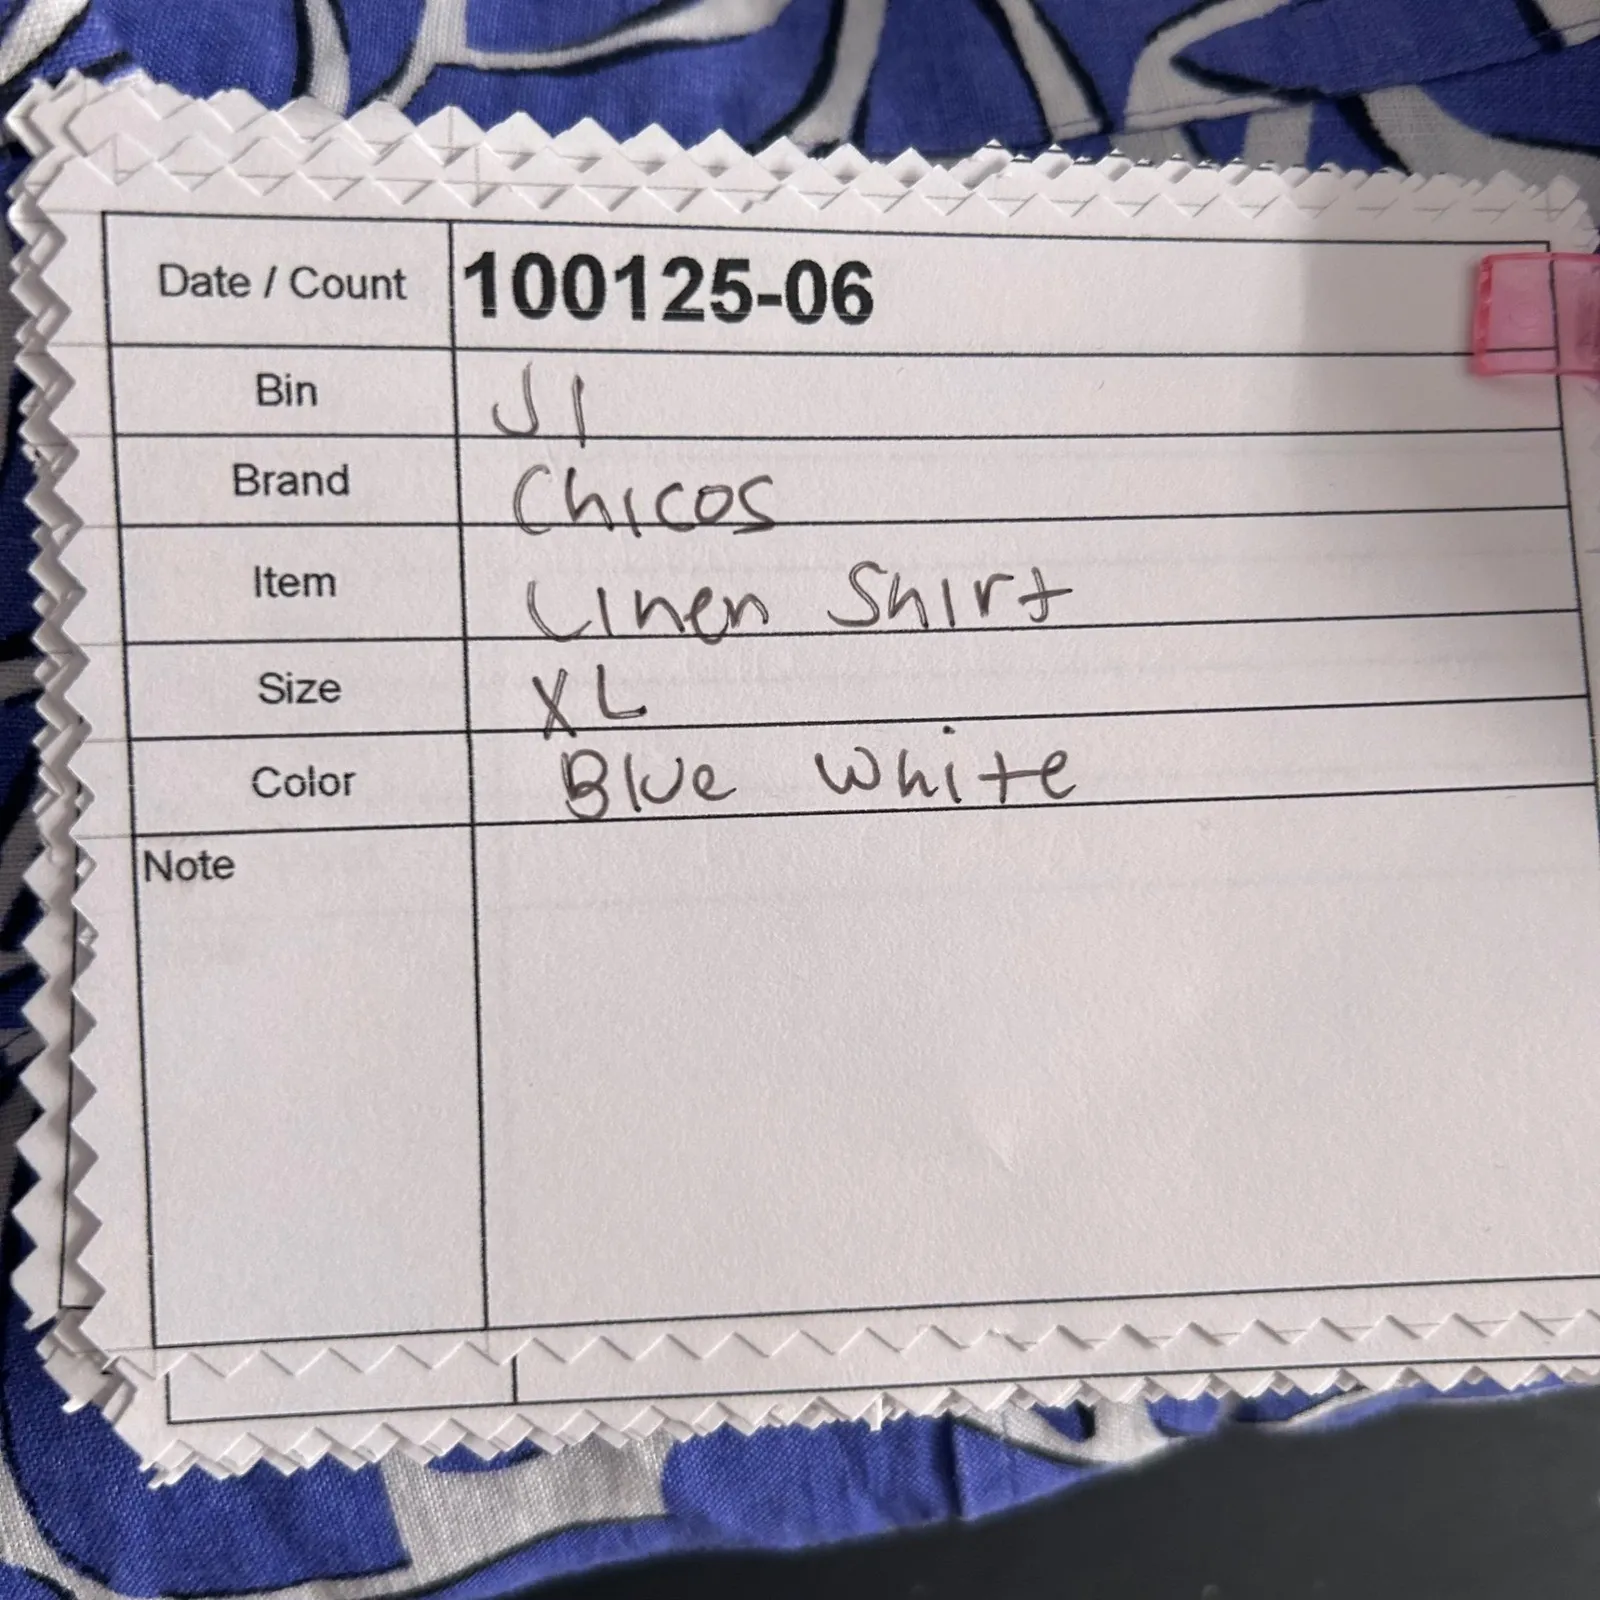 Date / Count 100125-06
Bin J1
Brand Chicos
Item Linen Shirt
Size XL
Color Blue White
Note